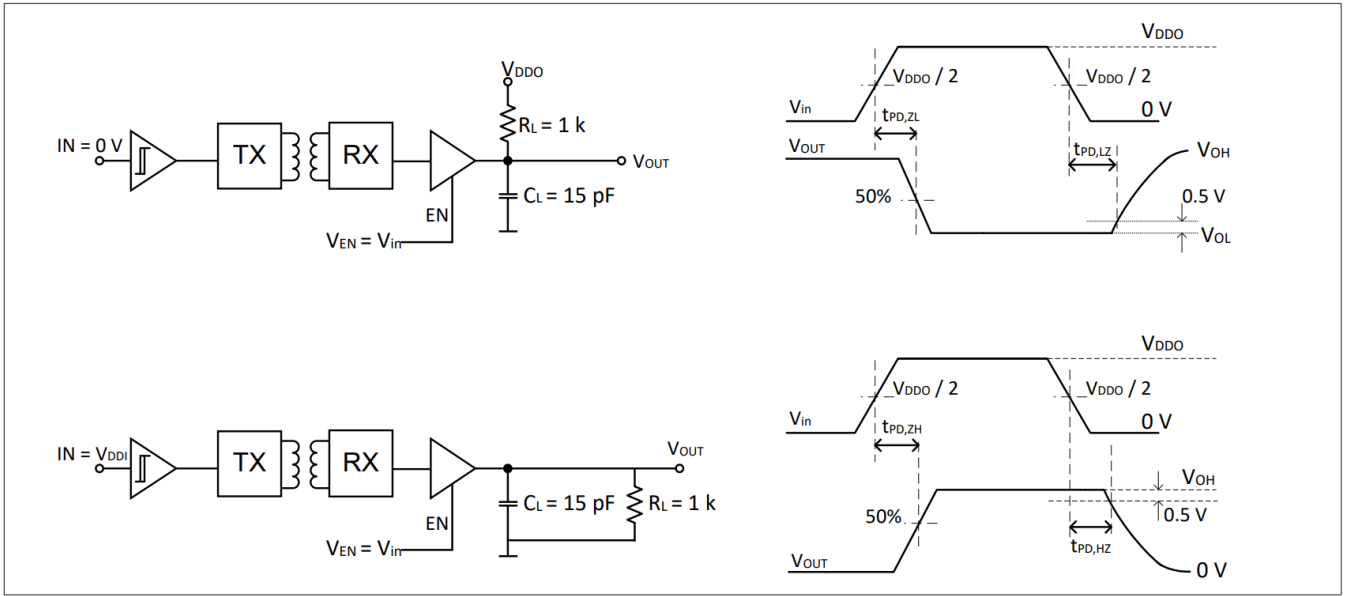 VDDO
RL = 1 k
IN = 0 V
TX
RX
VOUT
CL = 15 pF
EN
VEN = Vin
VDDO
VDDO / 2
VDDO / 2
Vin
0 V
tPD,ZL
tPD,LZ
VOUT
VOH
50%
0.5 V
VOL
IN = VDDI
TX
RX
VOUT
CL = 15 pF
RL = 1 k
EN
VEN = Vin
VDDO
VDDO / 2
VDDO / 2
Vin
0 V
tPD,ZH
VOH
0.5 V
50%
tPD,HZ
VOUT
0 V